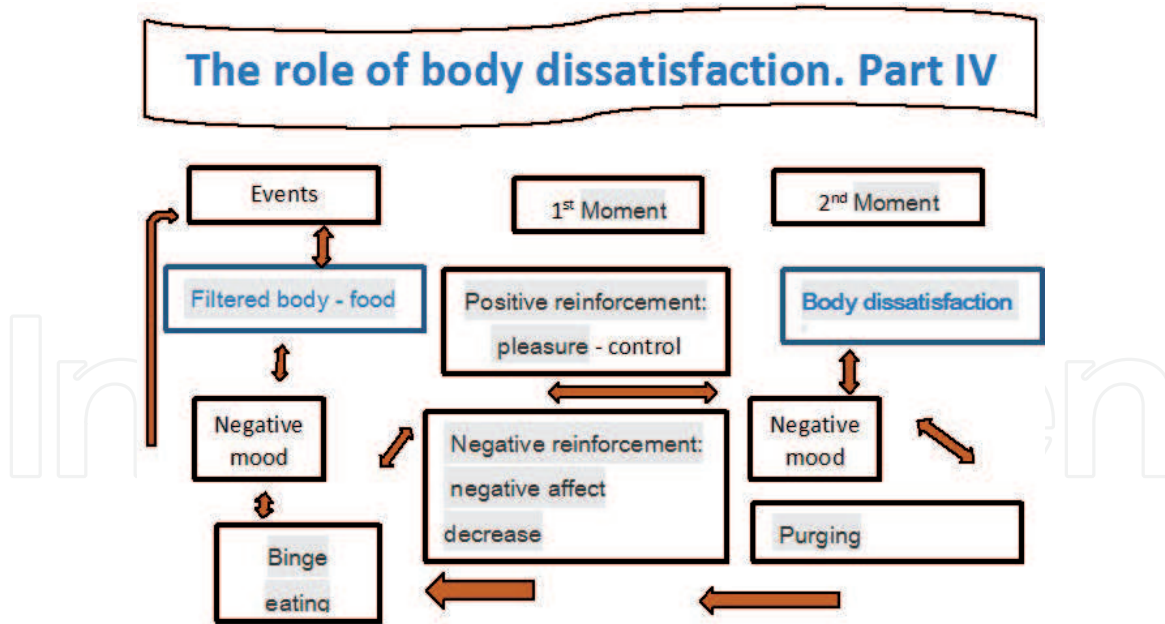 The role of body dissatisfaction. Part IV
Events
1st Moment
2nd Moment
Filtered body - food
Positive reinforcement:
pleasure - control
Body dissatisfaction
Negative
mood
Negative reinforcement:
negative affect
decrease
Negative
mood
Binge
eating
Purging